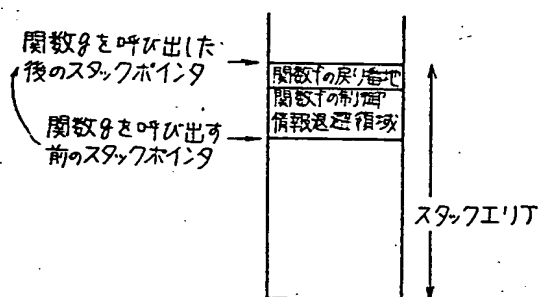 関数gを呼び出した
後のスタックポインタ
関数fの戻り番地
関数fの制御
情報退避領域
関数gを呼び出す
前のスタックポインタ
スタックエリア